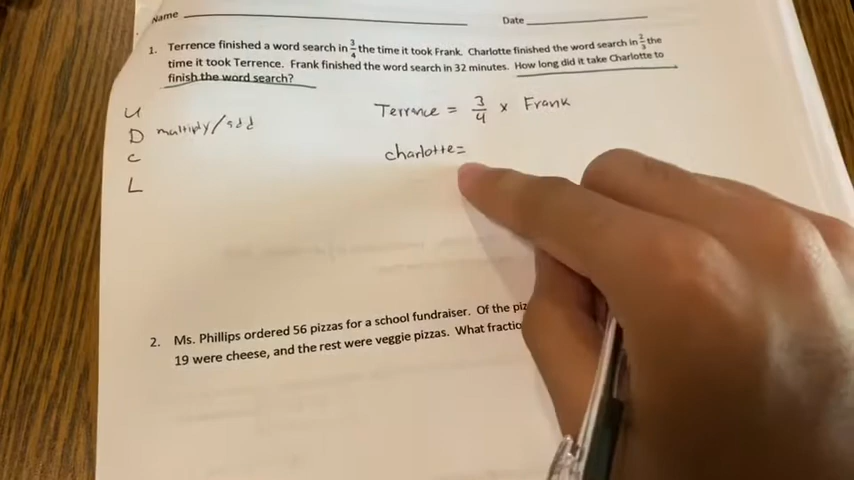 Name Date
1. Terrence finished a word search in 3/4 the time it took Frank. Charlotte finished the word search in 2/3 the
time it took Terrence. Frank finished the word search in 32 minutes. How long did it take Charlotte to
finish the word search?
U
D multiply/add
C
L
Terrance = 3/4 x Frank
charlotte=
2. Ms. Phillips ordered 56 pizzas for a school fundraiser. Of the
19 were cheese, and the rest were veggie pizzas. What